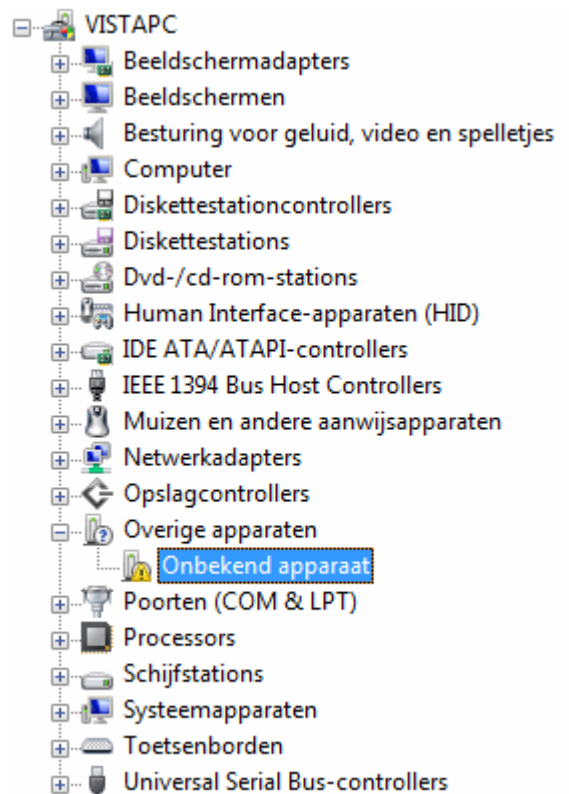 VISTAPC
Beeldschermadapters
Beeldschermen
Besturing voor geluid, video en spelletjes
Computer
Diskettestationcontrollers
Diskettestations
Dvd-/cd-rom-stations
Human Interface-apparaten (HID)
IDE ATA/ATAPI-controllers
IEEE 1394 Bus Host Controllers
Muizen en andere aanwijsapparaten
Netwerkadapters
Opslagcontrollers
Overige apparaten
Onbekend apparaat
Poorten (COM & LPT)
Processors
Schijfstations
Systeemapparaten
Toetsenborden
Universal Serial Bus-controllers